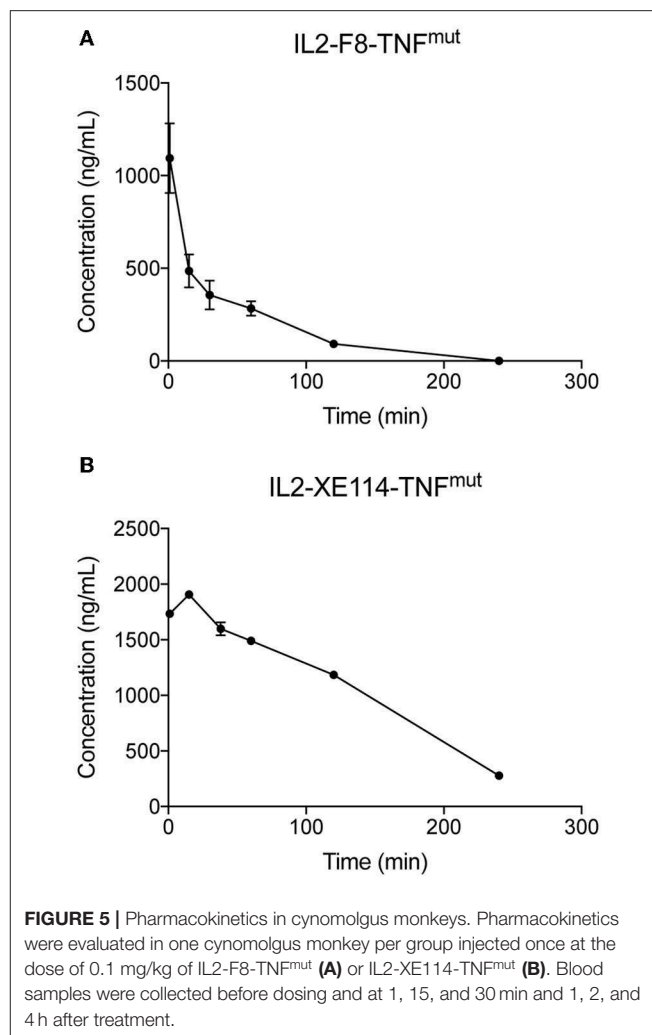 A
IL2-F8-TNFmut
1500
1000
500
0
Concentration (ng/mL)
0 100 200 300
Time (min)
B
IL2-XE114-TNFmut
2500
2000
1500
1000
500
0
Concentration (ng/mL)
0 100 200 300
Time (min)
FIGURE 5 | Pharmacokinetics in cynomolgus monkeys. Pharmacokinetics
were evaluated in one cynomolgus monkey per group injected once at the
dose of 0.1 mg/kg of IL2-F8-TNFmut (A) or IL2-XE114-TNFmut (B). Blood
samples were collected before dosing and at 1, 15, and 30 min and 1, 2, and
4 h after treatment.